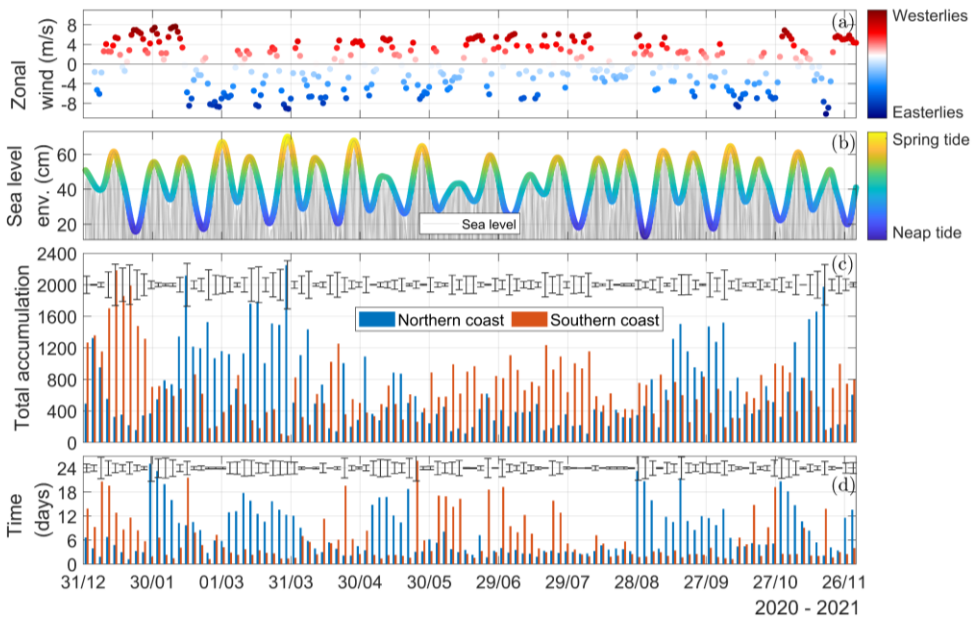 8
4
0
-4
-8
Zonal
wind (m/s)
(a)
Westerlies
Easterlies
60
40
20
Sea level
env. (cm)
(b)
Sea level
Spring tide
Neap tide
2400
2000
1600
1200
800
400
0
Total accumulation
(c)
Northern coast Southern coast
24
18
12
6
0
Time
(days)
(d)
31/12 30/01 01/03 31/03 30/04 30/05 29/06 29/07 28/08 27/09 27/10 26/11
2020 - 2021